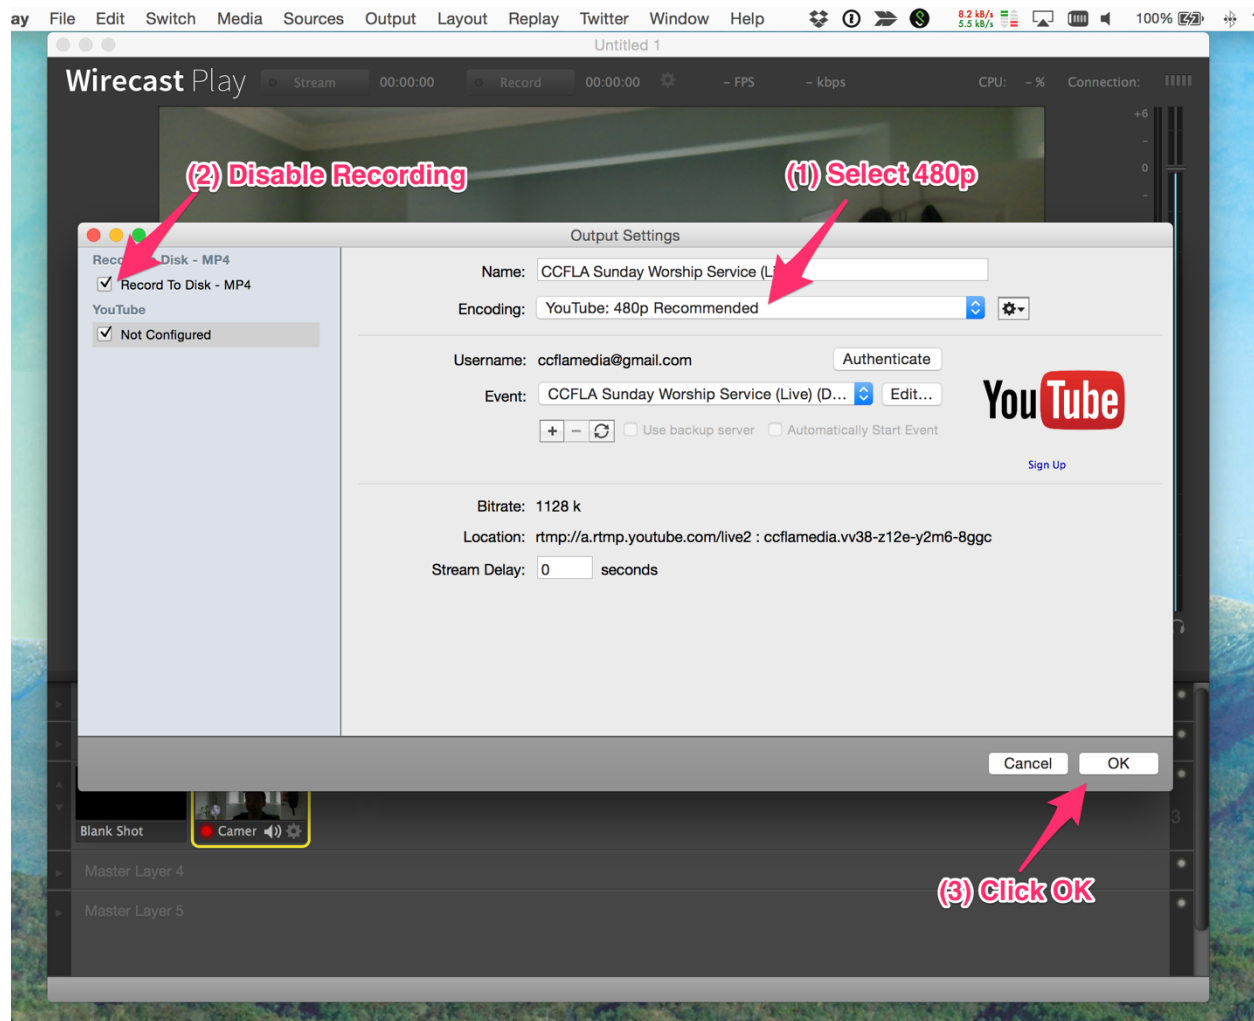 ay File Edit Switch Media Sources Output Layout Replay Twitter Window Help 8.2 kB/s 5.5 kB/s 100%
Untitled 1
Wirecast Play Stream 00:00:00 Record 00:00:00 – FPS – kbps CPU: – % Connection:
+6
–
0
–
(2) Disable Recording
(1) Select 480p
Output Settings
Disk - MP4
Record To Disk - MP4
YouTube
Not Configured
Name: CCFLA Sunday Worship Service (L
Encoding: YouTube: 480p Recommended
Username: ccflamedia@gmail.com Authenticate
Event: CCFLA Sunday Worship Service (Live) (D... Edit...
+ – Use backup server Automatically Start Event
YouTube
Sign Up
Bitrate: 1128 k
Location: rtmp://a.rtmp.youtube.com/live2 : ccflamedia.vv38-z12e-y2m6-8ggc
Stream Delay: 0 seconds
Cancel OK
Blank Shot Camer
3
Master Layer 4
(3) Click OK
Master Layer 5